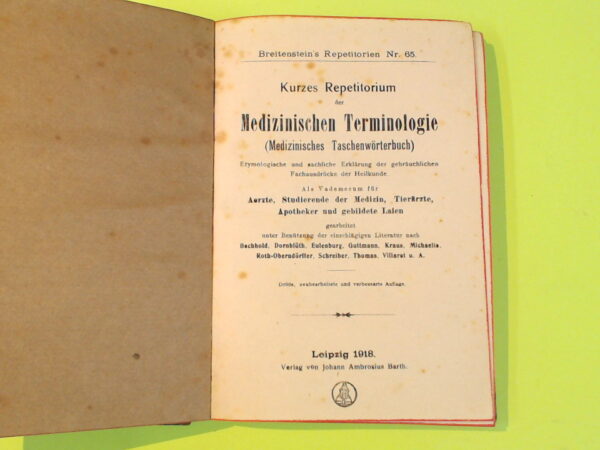 Breitenstein's Repetitorien Nr. 65.
Kurzes Repetitorium
der
Medizinischen Terminologie
(Medizinisches Taschenwörterbuch)
Etymologische und sachliche Erklärung der gebräuchlichen
Fachausdrücke der Heilkunde.
Als Vademecum für
Aerzte, Studierende der Medizin, Tierärzte,
Apotheker und gebildete Laien
gearbeitet
unter Benützung der einschlägigen Literatur nach
Bechhold, Dornblüth, Eulenburg, Guttmann, Kraus, Michaelis,
Roth-Oberndörffer, Schreiber, Thomas, Villaret u. A.
Dritte, neubearbeitete und verbesserte Auflage.
Leipzig 1918.
Verlag von Johann Ambrosius Barth.